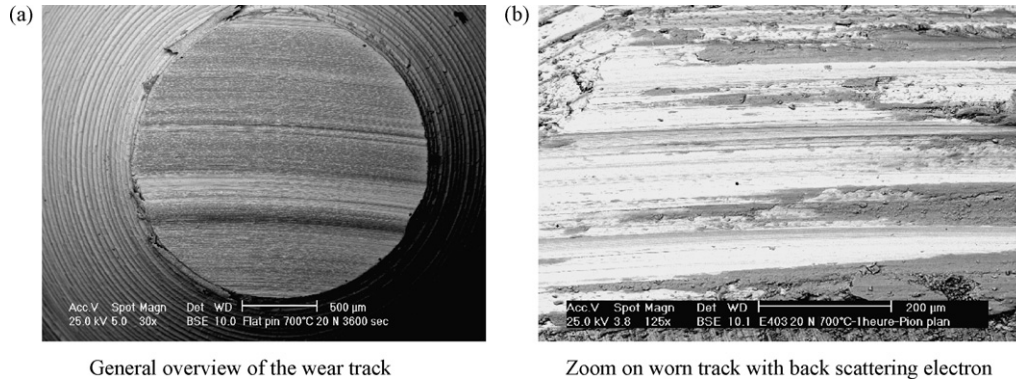 (a)
Acc.V Spot Magn Det WD 500 µm
25.0 kV 5.0 30x BSE 10.0 Flat pin 700°C 20 N 3600 sec
General overview of the wear track
(b)
Acc.V Spot Magn Det WD 200 µm
25.0 kV 3.8 125x BSE 10.1 E403 20 N 700°C-1heure-Pion plan
Zoom on worn track with back scattering electron